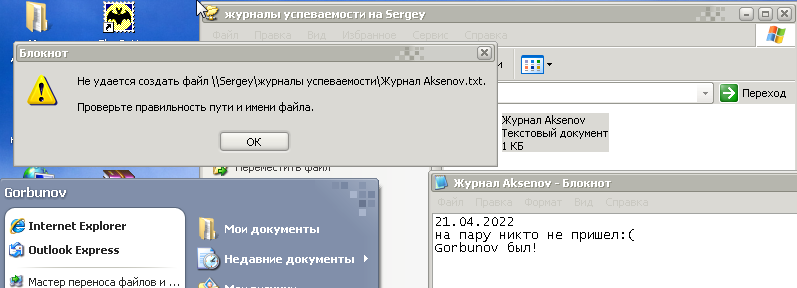 журналы успеваемости на Sergey
Файл Правка Вид Избранное Сервис Справка
Блокнот
Не удается создать файл \\Sergey\журналы успеваемости\Журнал Aksenov.txt.
Проверьте правильность пути и имени файла.
OK
Переход
Журнал Aksenov
Текстовый документ
1 КБ
Переместить файл
Gorbunov
Internet Explorer
Outlook Express
Мастер переноса файлов и ...
Мои документы
Недавние документы
Журнал Aksenov - Блокнот
Файл Правка Формат Вид Справка
21.04.2022
на пару никто не пришел:(
Gorbunov был!